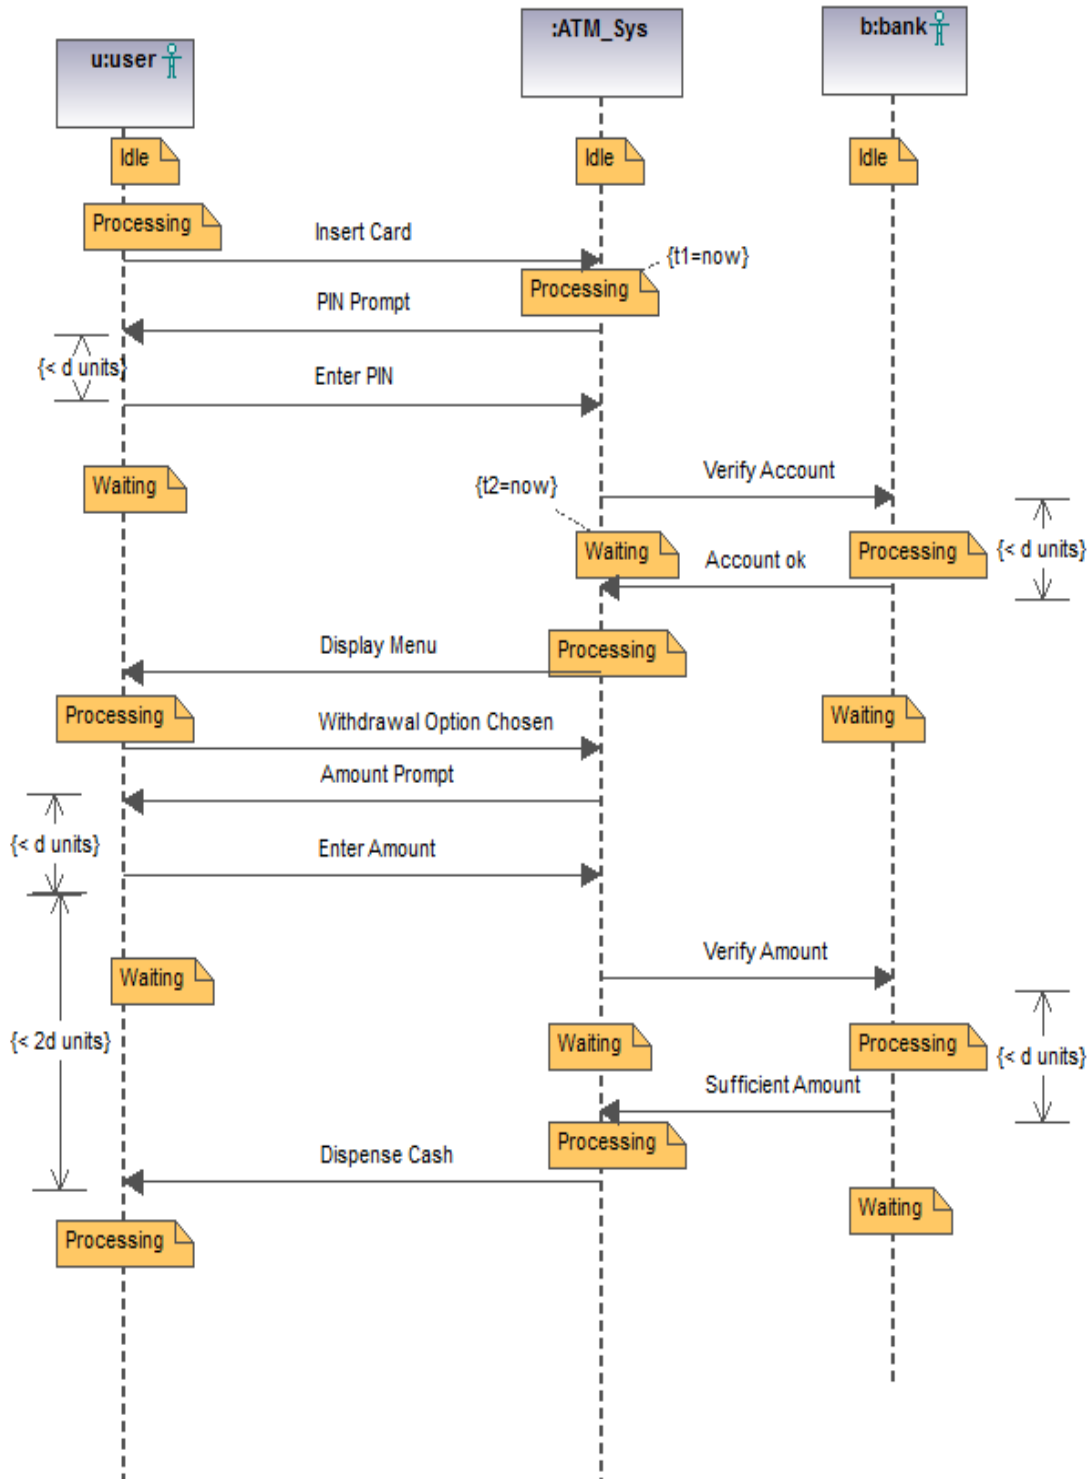 u:user
:ATM_Sys
b:bank
Idle
Idle
Idle
Processing
Insert Card
{t1=now}
Processing
PIN Prompt
{< d units}
Enter PIN
Verify Account
Waiting
{t2=now}
Waiting
Processing
{< d units}
Account ok
Display Menu
Processing
Processing
Withdrawal Option Chosen
Waiting
Amount Prompt
{< d units}
Enter Amount
Verify Amount
Waiting
{< 2d units}
Waiting
Processing
{< d units}
Sufficient Amount
Processing
Dispense Cash
Waiting
Processing